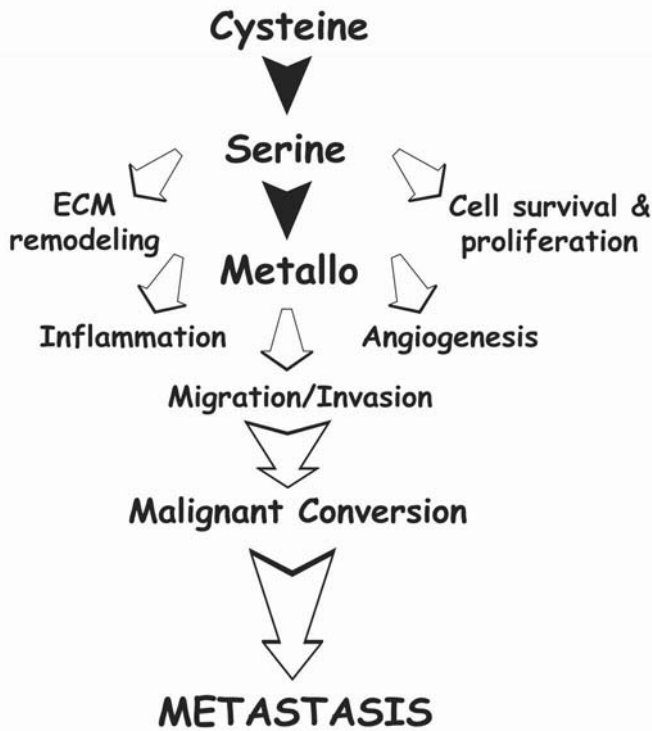 Cysteine
Serine
ECM
remodeling
Cell survival &
proliferation
Metallo
Inflammation
Angiogenesis
Migration/Invasion
Malignant Conversion
METASTASIS